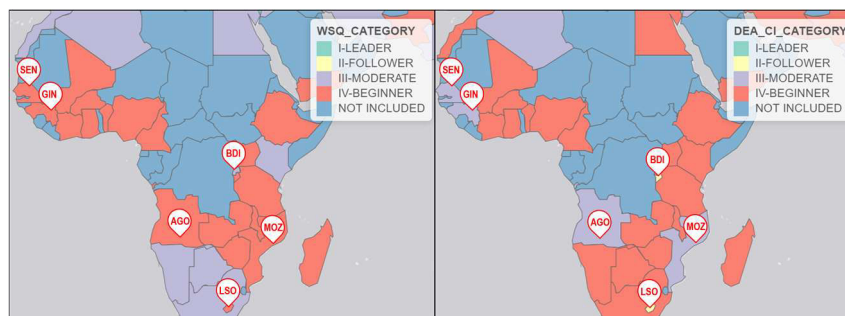 WSQ_CATEGORY
I-LEADER
II-FOLLOWER
III-MODERATE
IV-BEGINNER
NOT INCLUDED
SEN
GIN
BDI
AGO
MOZ
LSO
DEA_CI_CATEGORY
I-LEADER
II-FOLLOWER
III-MODERATE
IV-BEGINNER
NOT INCLUDED
SEN
GIN
BDI
AGO
MOZ
LSO